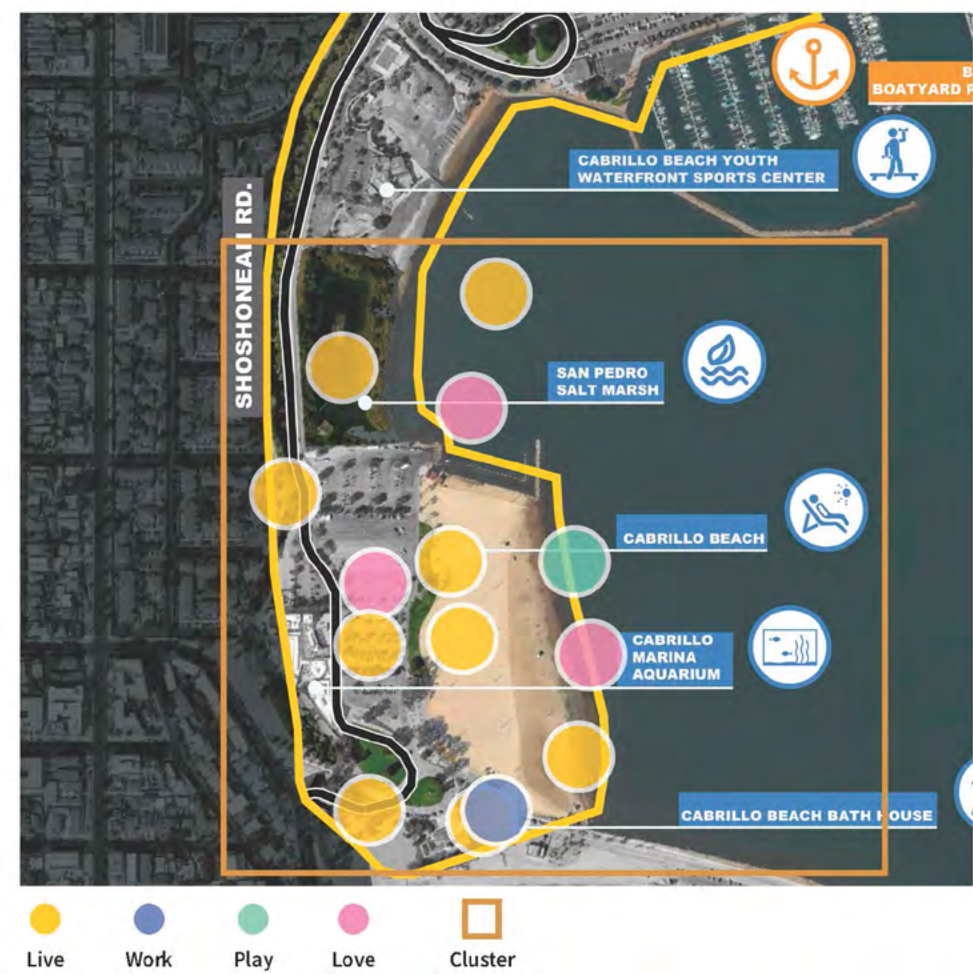 B
BOATYARD P
CABRILLO BEACH YOUTH
WATERFRONT SPORTS CENTER
SHOSHONEAN RD.
SAN PEDRO
SALT MARSH
CABRILLO BEACH
CABRILLO
MARINA
AQUARIUM
CABRILLO BEACH BATH HOUSE
Live
Work
Play
Love
Cluster